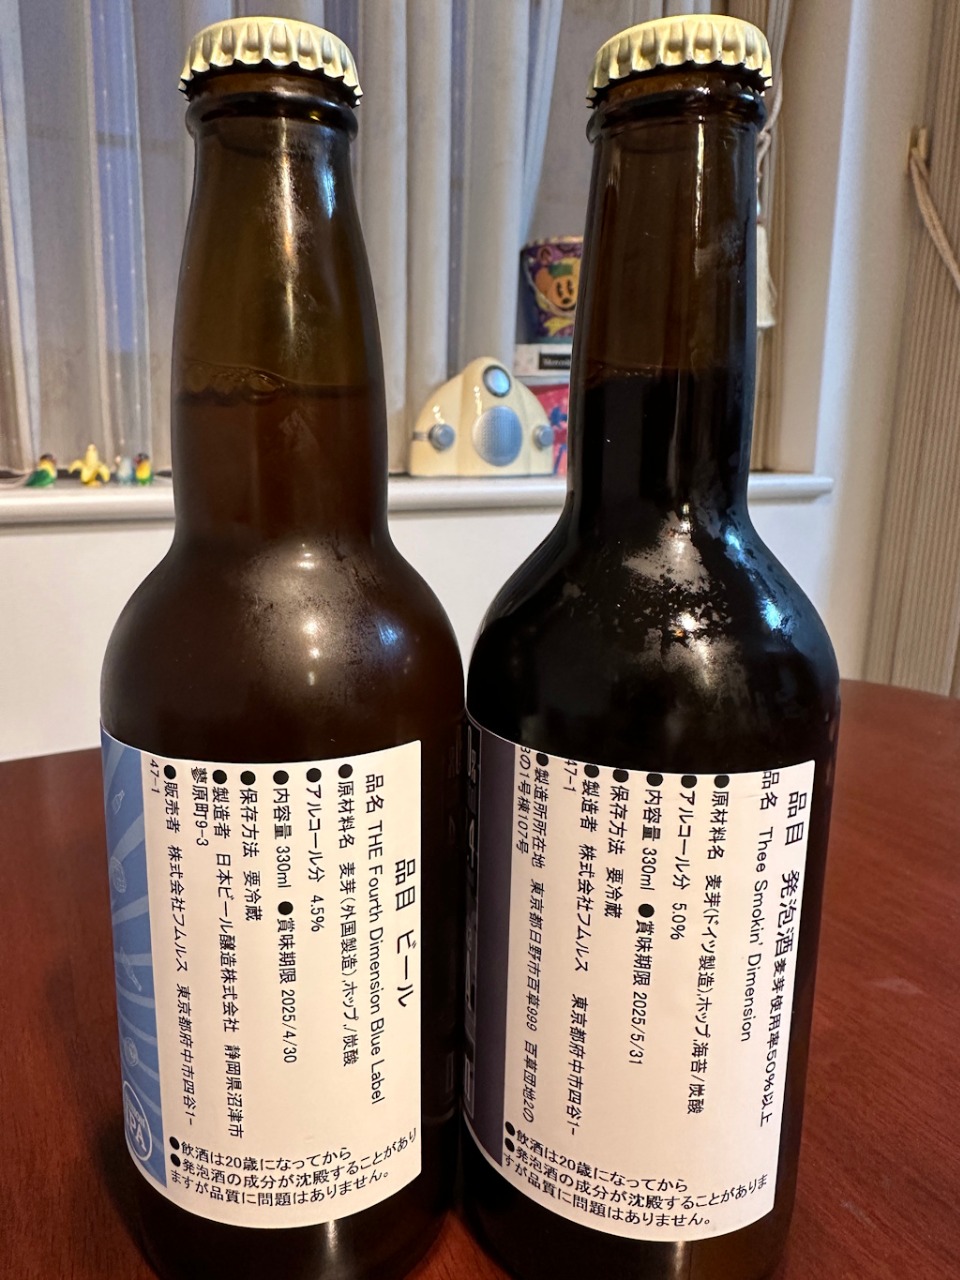 品目 ビール
品名 THE Fourth Dimension Blue Label
●原材料名 麦芽(外国製造),ホップ,/炭酸
●アルコール分 4.5%
●内容量 330ml ●賞味期限 2025/4/30
●保存方法 要冷蔵
●製造者 日本ビール醸造株式会社 静岡県沼津市
蓼原町9-3
●販売者 株式会社フムルス 東京都府中市四谷1-
47-1
●飲酒は20歳になってから
●発泡酒の成分が沈殿することがあり
ますが品質に問題はありません。
IPA
品目 発泡酒 麦芽使用率50%以上
品名 Thee Smokin' Dimension
●原材料名 麦芽(ドイツ製造),ホップ,海苔/炭酸
●アルコール分 5.0%
●内容量 330ml ●賞味期限 2025/5/31
●保存方法 要冷蔵
●製造者 株式会社フムルス 東京都府中市四谷1-
47-1
●製造所所在地 東京都日野市百草999 百草団地2の
3の1号棟107号
●飲酒は20歳になってから
●発泡酒の成分が沈殿することがありま
すが品質に問題はありません。